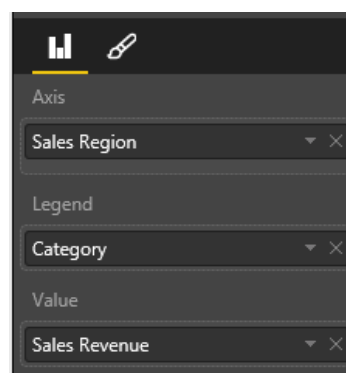 Axis
Sales Region
Legend
Category
Value
Sales Revenue